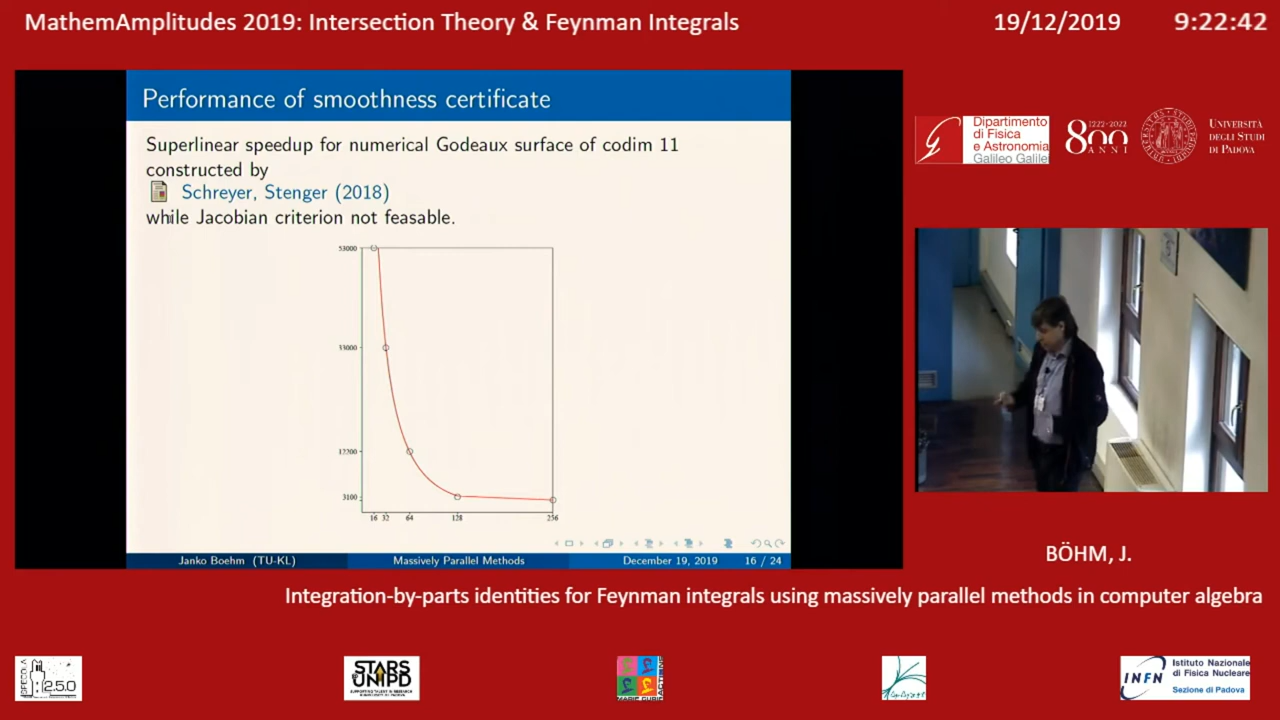 MathemAmplitudes 2019: Intersection Theory & Feynman Integrals
19/12/2019
9:22:42
Performance of smoothness certificate
Superlinear speedup for numerical Godeaux surface of codim 11
constructed by
Schreyer, Stenger (2018)
while Jacobian criterion not feasable.
53000
33000
12200
3100
16 32 64 128 256
Janko Boehm (TU-KL)
Massively Parallel Methods
December 19, 2019
16 / 24
Dipartimento
di Fisica
e Astronomia
Galileo Galile
1222-2022
800
ANNI
UNIVERSITÀ
DEGLI STUDI
DI PADOVA
BÖHM, J.
Integration-by-parts identities for Feynman integrals using massively parallel methods in computer algebra
2.5.0
STARS
UNIPD
INFN
Istituto Nazionale
di Fisica Nucleare
Sezione di Padova